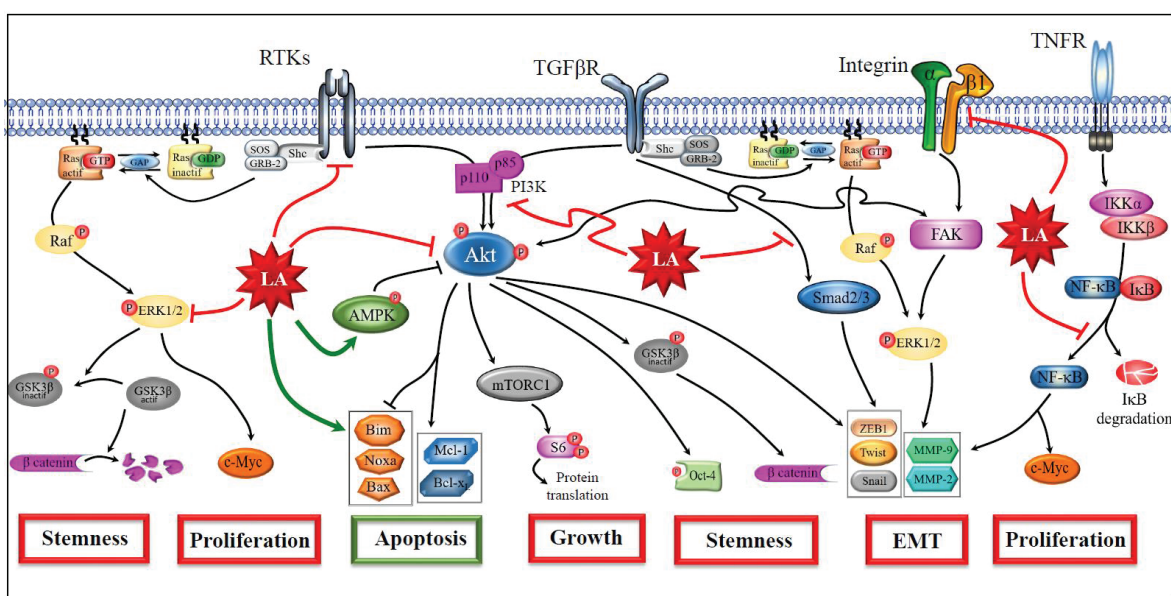 RTKs
TGFβR
Integrin
α
β1
TNFR
Ras
actif
GTP
GAP
Ras
inactif
GDP
SOS
GRB-2
Shc
p110
p85
PI3K
Shc
SOS
GRB-2
Ras
inactif
GDP
GAP
Ras
actif
GTP
Raf
P
LA
P
P
Akt
LA
Raf
P
FAK
LA
IKKα
IKKβ
NF-κB
IκB
P
ERK1/2
P
AMPK
Smad2/3
P
ERK1/2
P
GSK3β
inactif
GSK3β
actif
mTORC1
P
GSK3β
inactif
NF-κB
IκB
degradation
β catenin
c-Myc
Bim
Noxa
Bax
Mcl-1
Bcl-xL
S6
P
P
Protein
translation
P
Oct-4
β catenin
ZEB1
Twist
Snail
MMP-9
MMP-2
c-Myc
Stemness
Proliferation
Apoptosis
Growth
Stemness
EMT
Proliferation